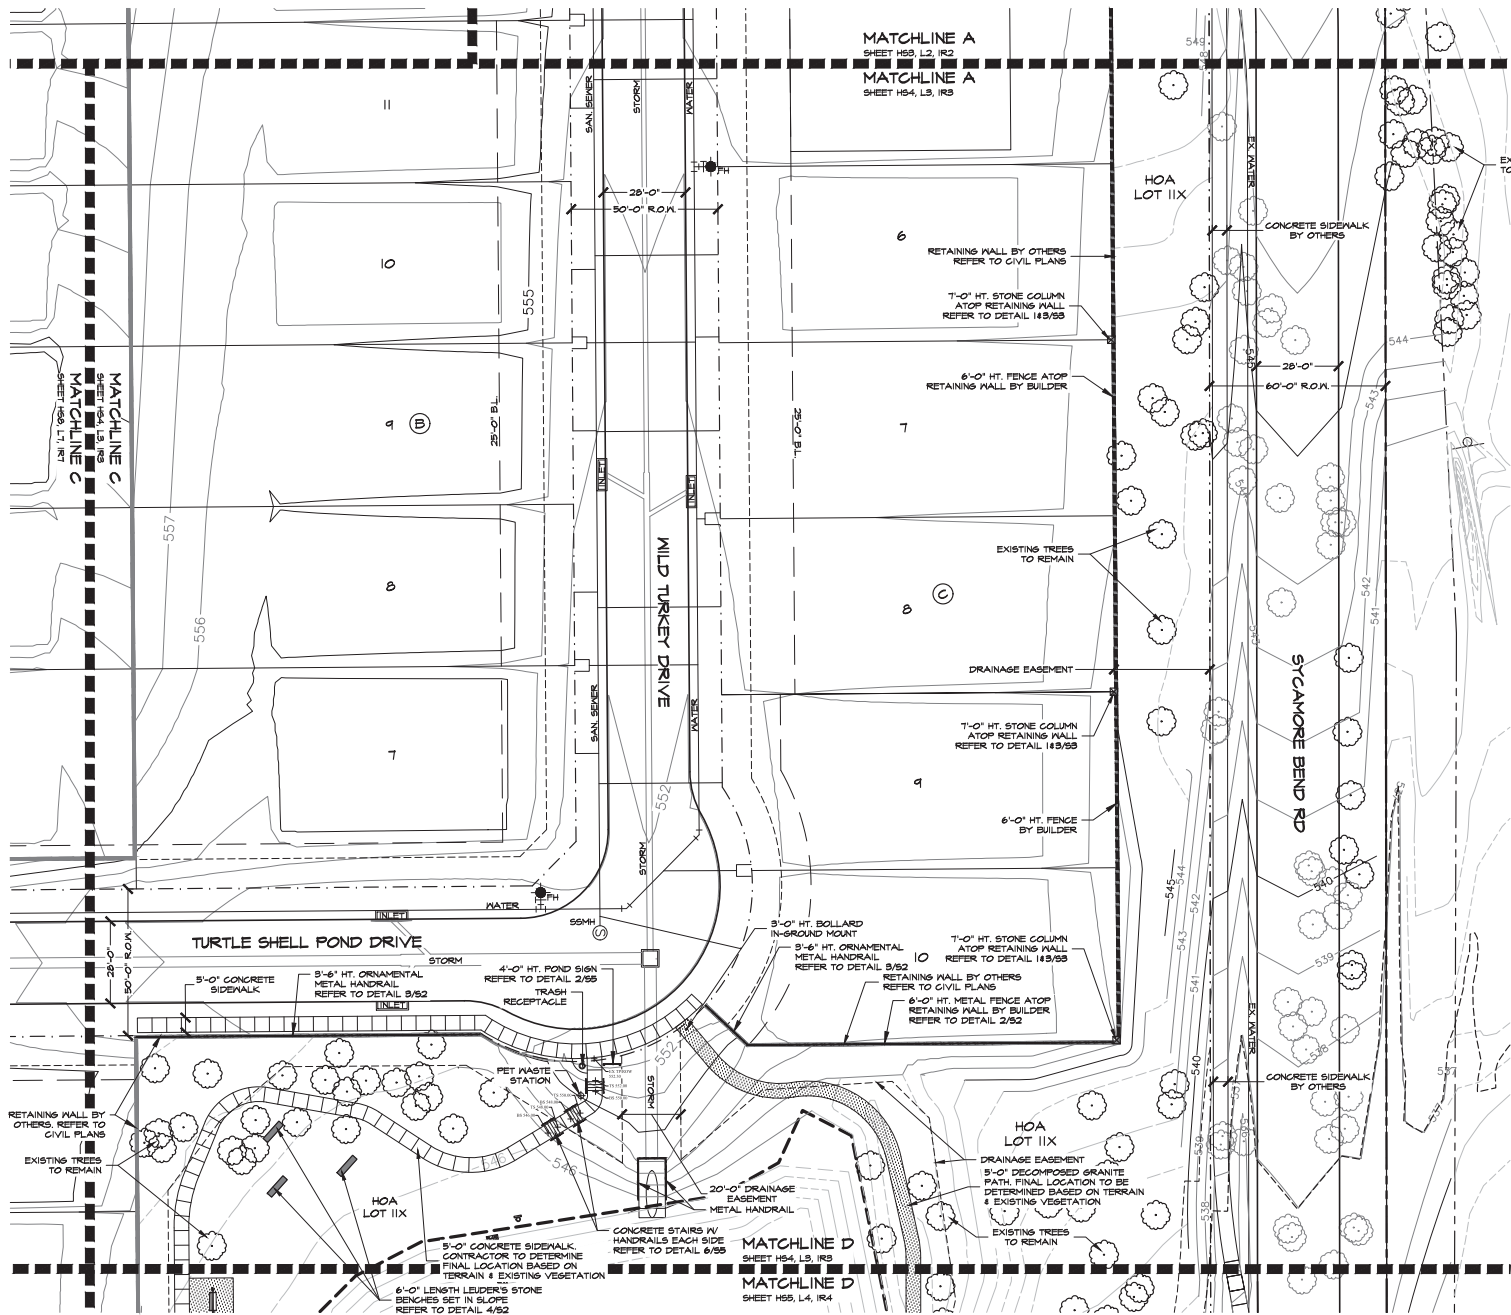 MATCHLINE A
SHEET HS3, L2, IR2
MATCHLINE A
SHEET HS4, L3, IR3
549
548
11
SAN. SEWER
STORM
WATER
FH
EX. WATER
HOA
LOT 11X
28'-0"
50'-0" R.O.W.
6
CONCRETE SIDEWALK
BY OTHERS
RETAINING WALL BY OTHERS
REFER TO CIVIL PLANS
10
555
7'-0" HT. STONE COLUMN
ATOP RETAINING WALL
REFER TO DETAIL 1&3/S3
544
545
28'-0"
60'-0" R.O.W.
543
6'-0" HT. FENCE ATOP
RETAINING WALL BY BUILDER
MATCHLINE C
SHEET HS4, L3, IR3
MATCHLINE C
SHEET HS8, L7, IR7
9
B
25'-0" B.L.
25'-0" B.L.
7
INLET
INLET
557
WILD TURKEY DRIVE
EXISTING TREES
TO REMAIN
8
C
8
542
541
556
DRAINAGE EASEMENT
SYCAMORE BEND RD
SAN. SEWER
WATER
7'-0" HT. STONE COLUMN
ATOP RETAINING WALL
REFER TO DETAIL 1&3/S3
7
9
552
6'-0" HT. FENCE
BY BUILDER
STORM
545
544
542
543
541
540
FH
WATER
INLET
SSMH
S
3'-0" HT. BOLLARD
IN-GROUND MOUNT
TURTLE SHELL POND DRIVE
28'-0"
50'-0" R.O.W.
STORM
3'-6" HT. ORNAMENTAL
METAL HANDRAIL
REFER TO DETAIL 3/S2
10
7'-0" HT. STONE COLUMN
ATOP RETAINING WALL
REFER TO DETAIL 1&3/S3
539
5'-0" CONCRETE
SIDEWALK
3'-6" HT. ORNAMENTAL
METAL HANDRAIL
REFER TO DETAIL 3/S2
4'-0" HT. POND SIGN
REFER TO DETAIL 2/S5
TRASH
RECEPTACLE
RETAINING WALL BY OTHERS
REFER TO CIVIL PLANS
INLET
6'-0" HT. METAL FENCE ATOP
RETAINING WALL BY BUILDER
REFER TO DETAIL 2/S2
EX. WATER
552
538
540
537
PET WASTE
STATION
STORM
CONCRETE SIDEWALK
BY OTHERS
537
RETAINING WALL BY
OTHERS. REFER TO
CIVIL PLANS
HOA
LOT 11X
539
EXISTING TREES
TO REMAIN
546
546
DRAINAGE EASEMENT
5'-0" DECOMPOSED GRANITE
PATH. FINAL LOCATION TO BE
DETERMINED BASED ON TERRAIN
& EXISTING VEGETATION
20'-0" DRAINAGE
EASEMENT
METAL HANDRAIL
HOA
LOT 11X
538
CONCRETE STAIRS W/
HANDRAILS EACH SIDE
REFER TO DETAIL 6/S5
EXISTING TREES
TO REMAIN
5'-0" CONCRETE SIDEWALK.
CONTRACTOR TO DETERMINE
FINAL LOCATION BASED ON
TERRAIN & EXISTING VEGETATION
MATCHLINE D
SHEET HS4, L3, IR3
MATCHLINE D
SHEET HS5, L4, IR4
6'-0" LENGTH LEUDER'S STONE
BENCHES SET IN SLOPE
REFER TO DETAIL 4/S2